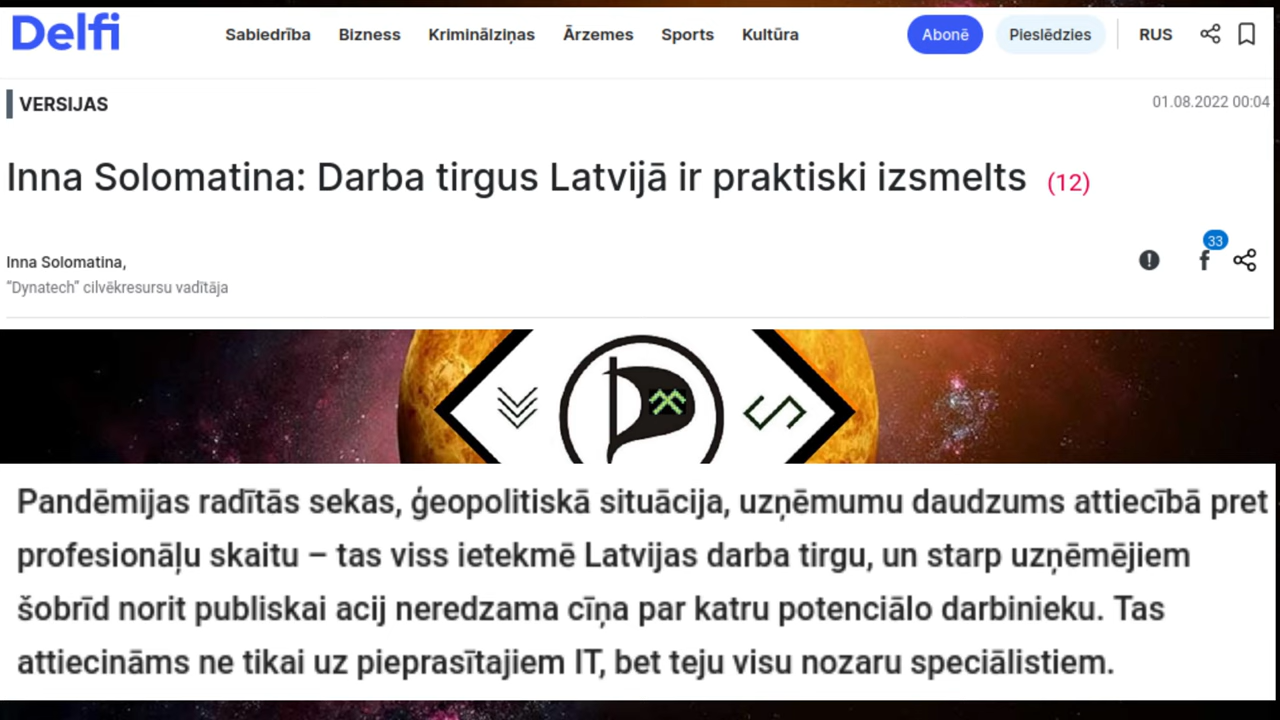 Delfi
Sabiedrība Bizness Kriminālziņas Ārzemes Sports Kultūra Abonē Pieslēdzies RUS
VERSIJAS
01.08.2022 00:04
Inna Solomatina: Darba tirgus Latvijā ir praktiski izsmelts (12)
33
Inna Solomatina,
"Dynatech" cilvēkresursu vadītāja
Pandēmijas radītās sekas, ģeopolitiskā situācija, uzņēmumu daudzums attiecībā pret
profesionāļu skaitu – tas viss ietekmē Latvijas darba tirgu, un starp uzņēmējiem
šobrīd norit publiskai acij neredzama cīņa par katru potenciālo darbinieku. Tas
attiecināms ne tikai uz pieprasītajiem IT, bet teju visu nozaru speciālistiem.